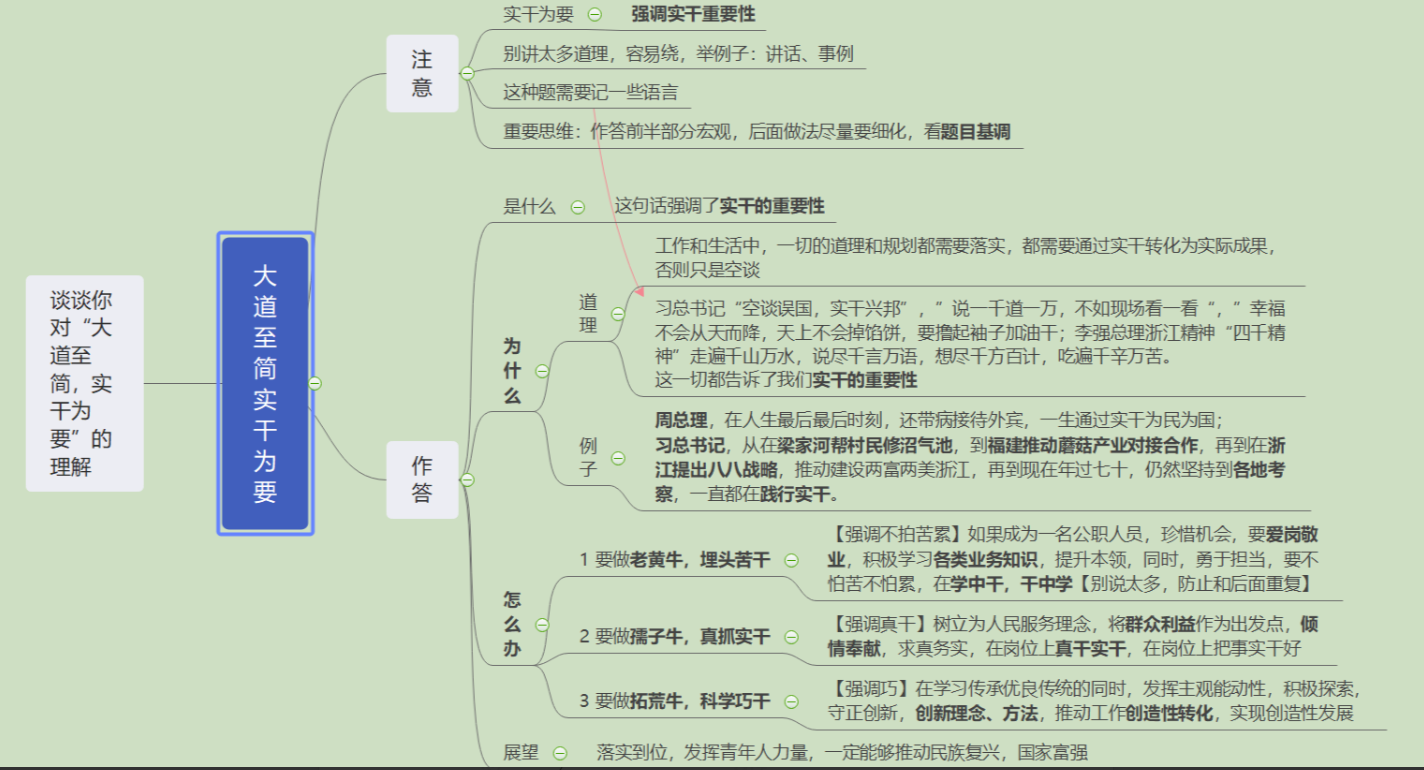 谈谈你
对“大
道至
简，实
干为
要”的
理解
大
道
至
简
实
干
为
要
注
意
实干为要
强调实干重要性
别讲太多道理，容易绕，举例子：讲话、事例
这种题需要记一些语言
重要思维：作答前半部分宏观，后面做法尽量要细化，看题目基调
作
答
是什么
这句话强调了实干的重要性
为
什
么
道
理
工作和生活中，一切的道理和规划都需要落实，都需要通过实干转化为实际成果，
否则只是空谈
习总书记“空谈误国，实干兴邦”，”说一千道一万，不如现场看一看“，”幸福
不会从天而降，天上不会掉馅饼，要撸起袖子加油干；李强总理浙江精神“四千精
神”走遍千山万水，说尽千言万语，想尽千方百计，吃遍千辛万苦。
这一切都告诉了我们实干的重要性
例
子
周总理，在人生最后最后时刻，还带病接待外宾，一生通过实干为民为国；
习总书记，从在梁家河帮村民修沼气池，到福建推动蘑菇产业对接合作，再到在浙
江提出八八战略，推动建设两富两美浙江，再到现在年过七十，仍然坚持到各地考
察，一直都在践行实干。
怎
么
办
1 要做老黄牛，埋头苦干
【强调不拍苦累】如果成为一名公职人员，珍惜机会，要爱岗敬
业，积极学习各类业务知识，提升本领，同时，勇于担当，要不
怕苦不怕累，在学中干，干中学【别说太多，防止和后面重复】
2 要做孺子牛，真抓实干
【强调真干】树立为人民服务理念，将群众利益作为出发点，倾
情奉献，求真务实，在岗位上真干实干，在岗位上把事实干好
3 要做拓荒牛，科学巧干
【强调巧】在学习传承优良传统的同时，发挥主观能动性，积极探索，
守正创新，创新理念、方法，推动工作创造性转化，实现创造性发展
展望
落实到位，发挥青年人力量，一定能够推动民族复兴，国家富强